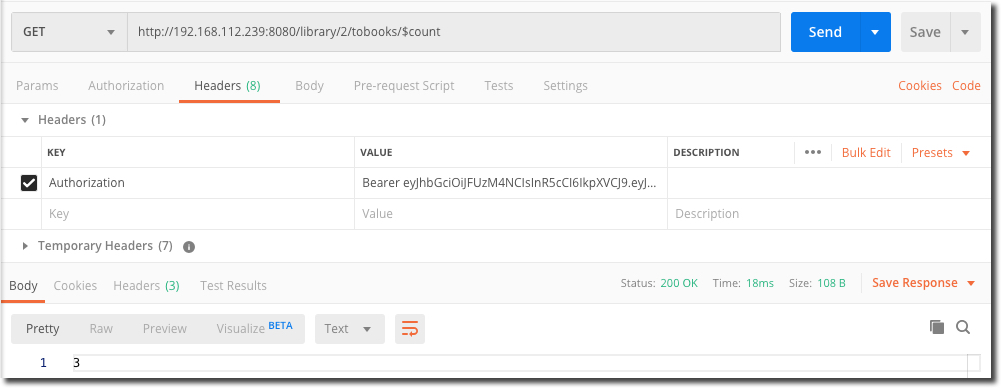 GET http://192.168.112.239:8080/library/2/tobooks/$count Send Save
Params Authorization Headers (8) Body Pre-request Script Tests Settings Cookies Code
Headers (1)
KEY VALUE DESCRIPTION ••• Bulk Edit Presets
Authorization Bearer eyJhbGciOiJFUzM4NCIsInR5cCI6IkpXVCJ9.eyJ...
Key Value Description
Temporary Headers (7) i
Body Cookies Headers (3) Test Results Status: 200 OK Time: 18ms Size: 108 B Save Response
Pretty Raw Preview Visualize BETA Text
1 3